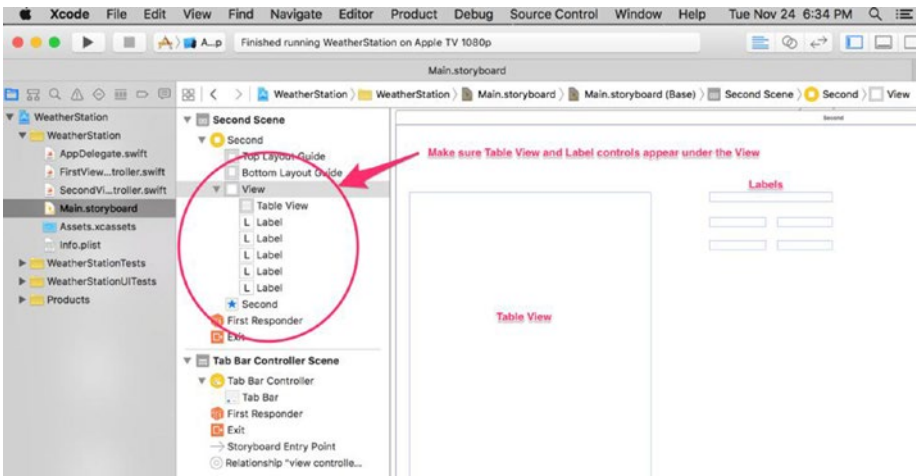 Xcode File Edit View Find Navigate Editor Product Debug Source Control Window Help Tue Nov 24 6:34 PM
A...p Finished running WeatherStation on Apple TV 1080p
Main.storyboard
WeatherStation WeatherStation Main.storyboard Main.storyboard (Base) Second Scene Second View
WeatherStation
WeatherStation
AppDelegate.swift
FirstView...troller.swift
SecondVi...troller.swift
Main.storyboard
Assets.xcassets
Info.plist
WeatherStationTests
WeatherStationUITests
Products
Second Scene
Second
Top Layout Guide
Bottom Layout Guide
View
Table View
L Label
L Label
L Label
L Label
L Label
Second
First Responder
Exit
Tab Bar Controller Scene
Tab Bar Controller
Tab Bar
First Responder
Exit
Storyboard Entry Point
Relationship "view controlle...
Second
Make sure Table View and Label controls appear under the View
Labels
Table View